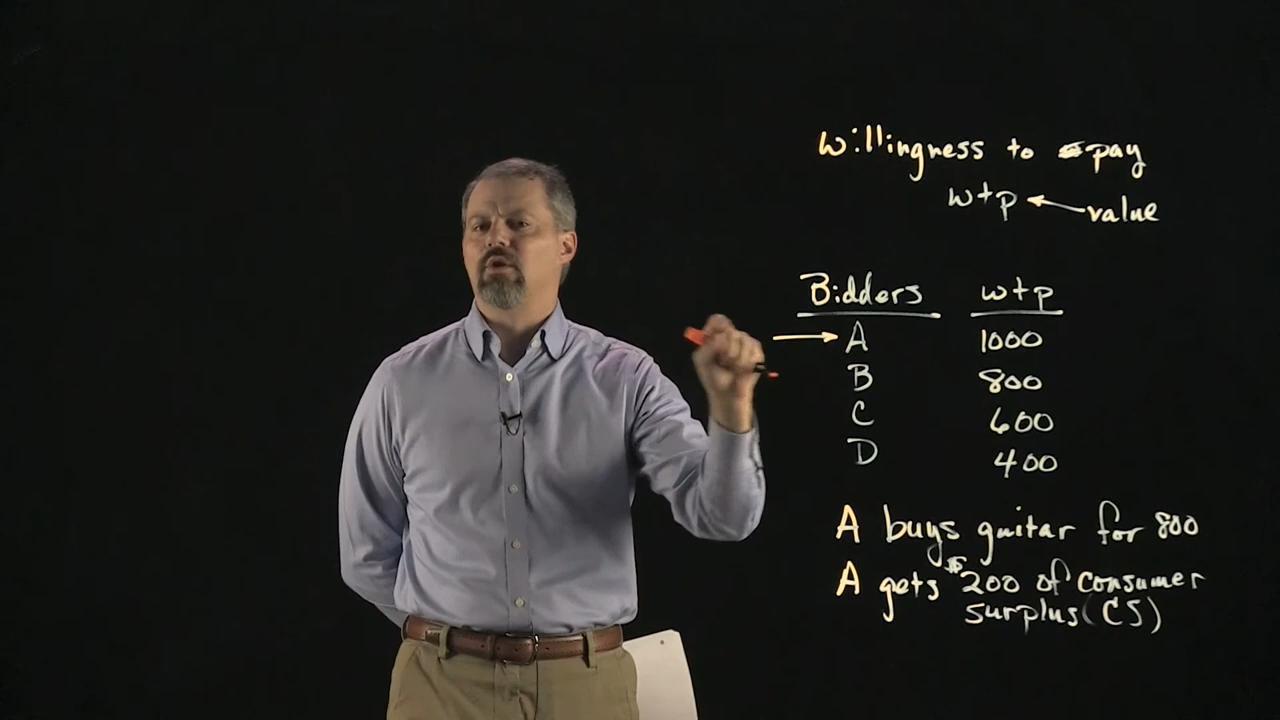 Willingness to pay
wtp ← value
Bidders wtp
→ A 1000
B 800
C 600
D 400
A buys guitar for 800
A gets $200 of consumer
surplus (CS)